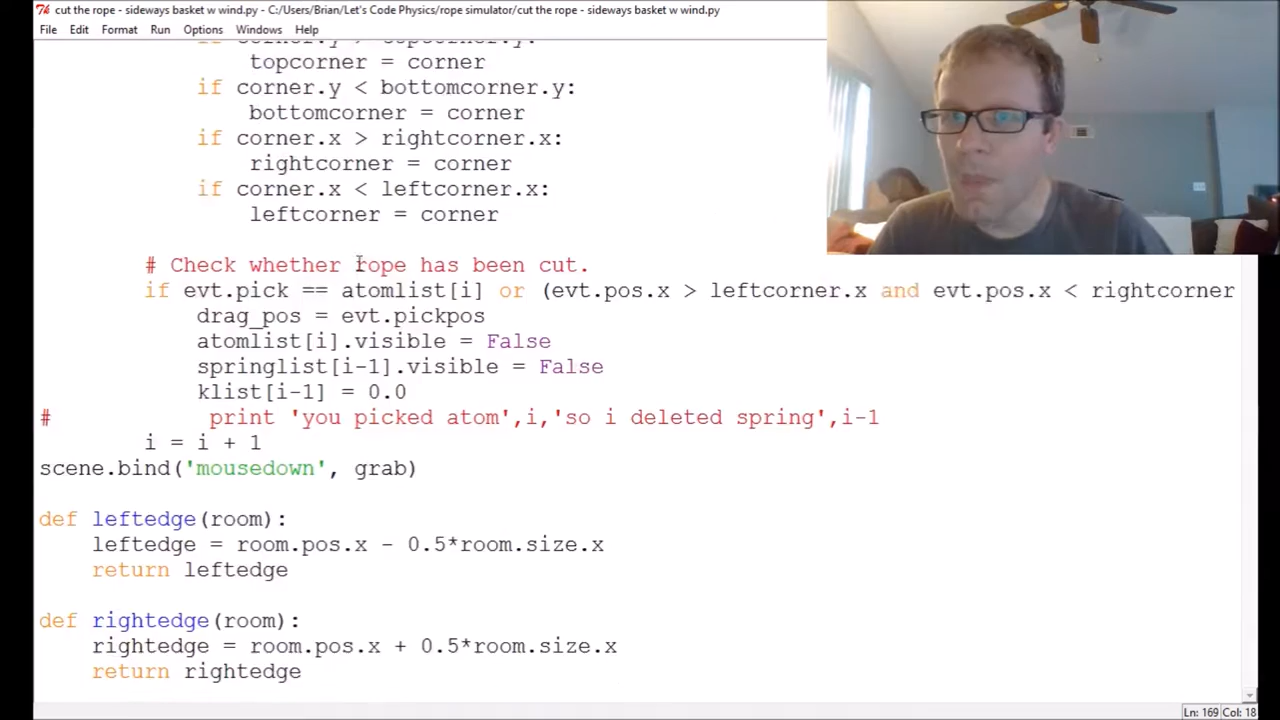 cut the rope - sideways basket w wind.py - C:/Users/Brian/Let's Code Physics/rope simulator/cut the rope - sideways basket w wind.py
File Edit Format Run Options Windows Help
if corner.y > topcorner.y:
topcorner = corner
if corner.y < bottomcorner.y:
bottomcorner = corner
if corner.x > rightcorner.x:
rightcorner = corner
if corner.x < leftcorner.x:
leftcorner = corner
# Check whether rope has been cut.
if evt.pick == atomlist[i] or (evt.pos.x > leftcorner.x and evt.pos.x < rightcorner
drag_pos = evt.pickpos
atomlist[i].visible = False
springlist[i-1].visible = False
klist[i-1] = 0.0
# print 'you picked atom',i,'so i deleted spring',i-1
i = i + 1
scene.bind('mousedown', grab)
def leftedge(room):
leftedge = room.pos.x - 0.5*room.size.x
return leftedge
def rightedge(room):
rightedge = room.pos.x + 0.5*room.size.x
return rightedge
Ln: 169 Col: 18